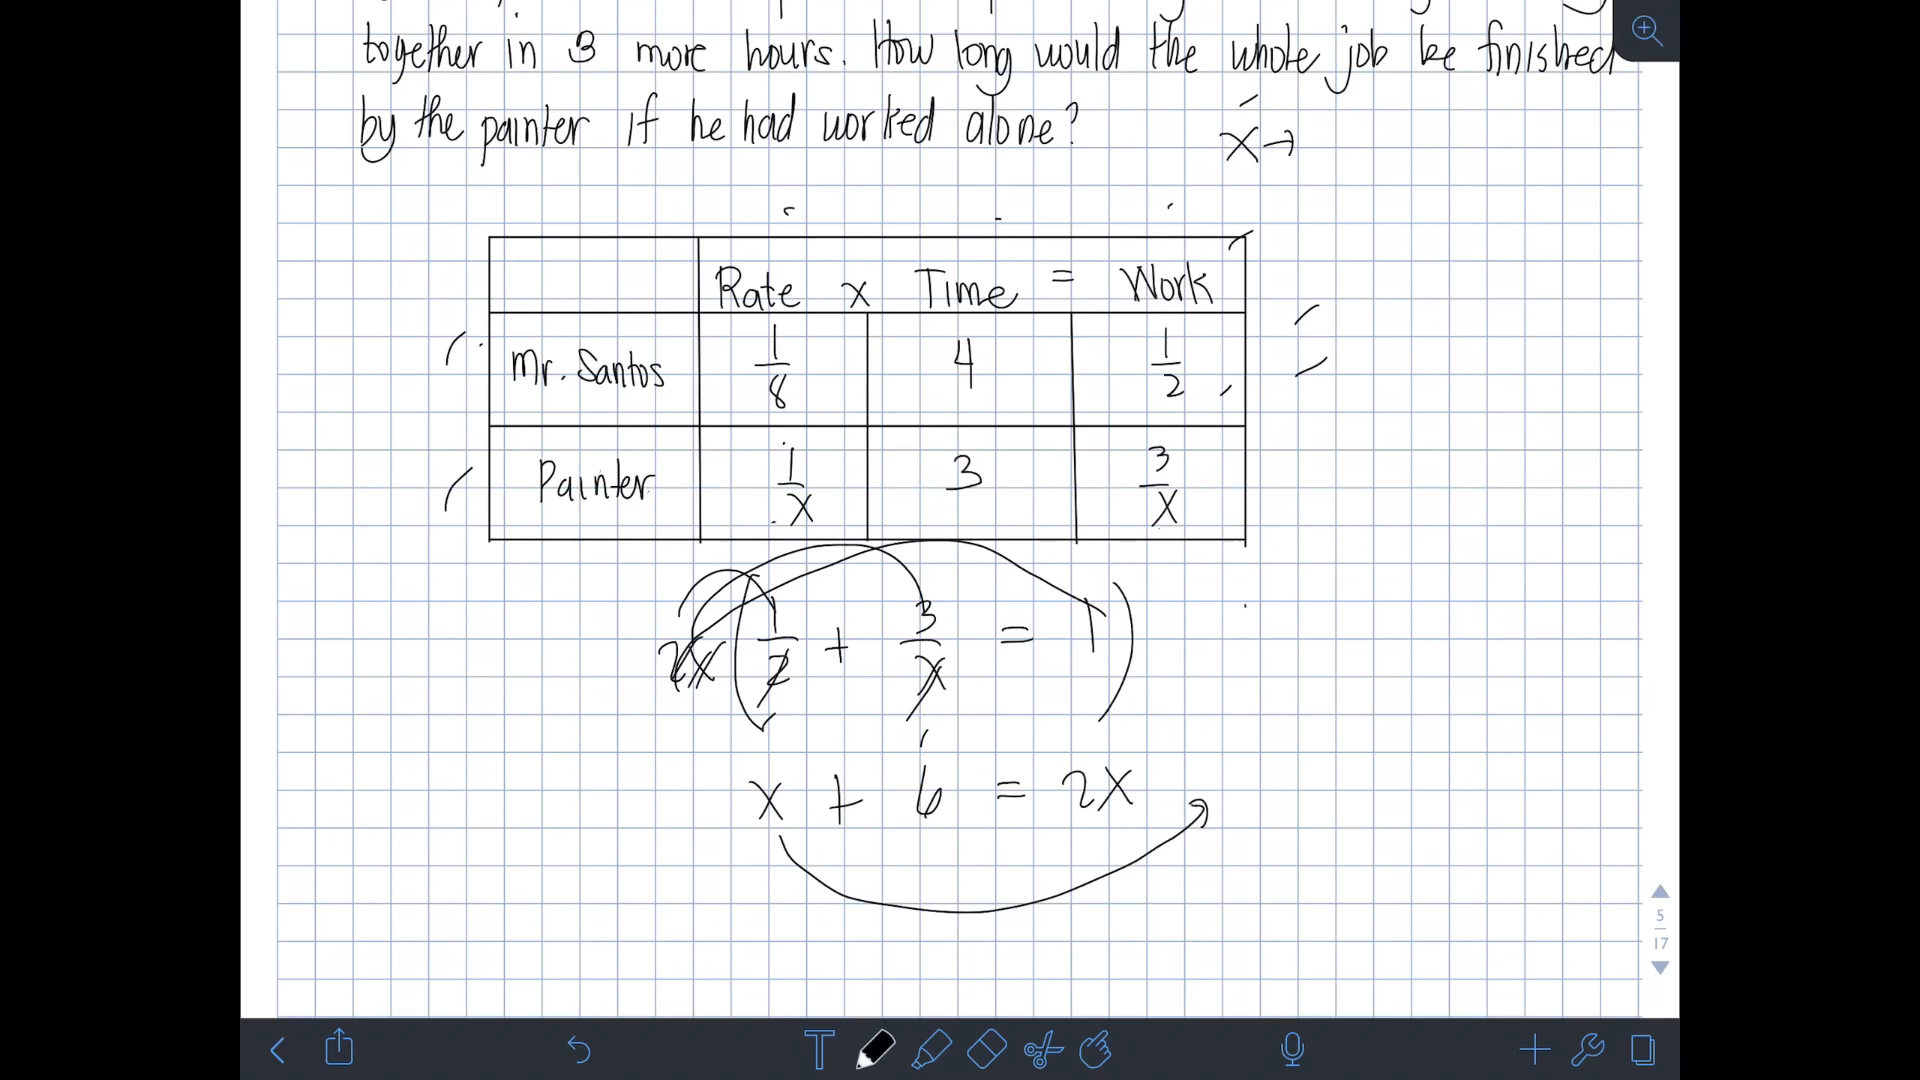 together in 3 more hours. How long would the whole job be finished
by the painter if he had worked alone?
x →
Rate x Time = Work
Mr. Santos 1/8 4 1/2
Painter 1/x 3 3/x
2x(1/2 + 3/x = 1)
x + 6 = 2x
5
17
T